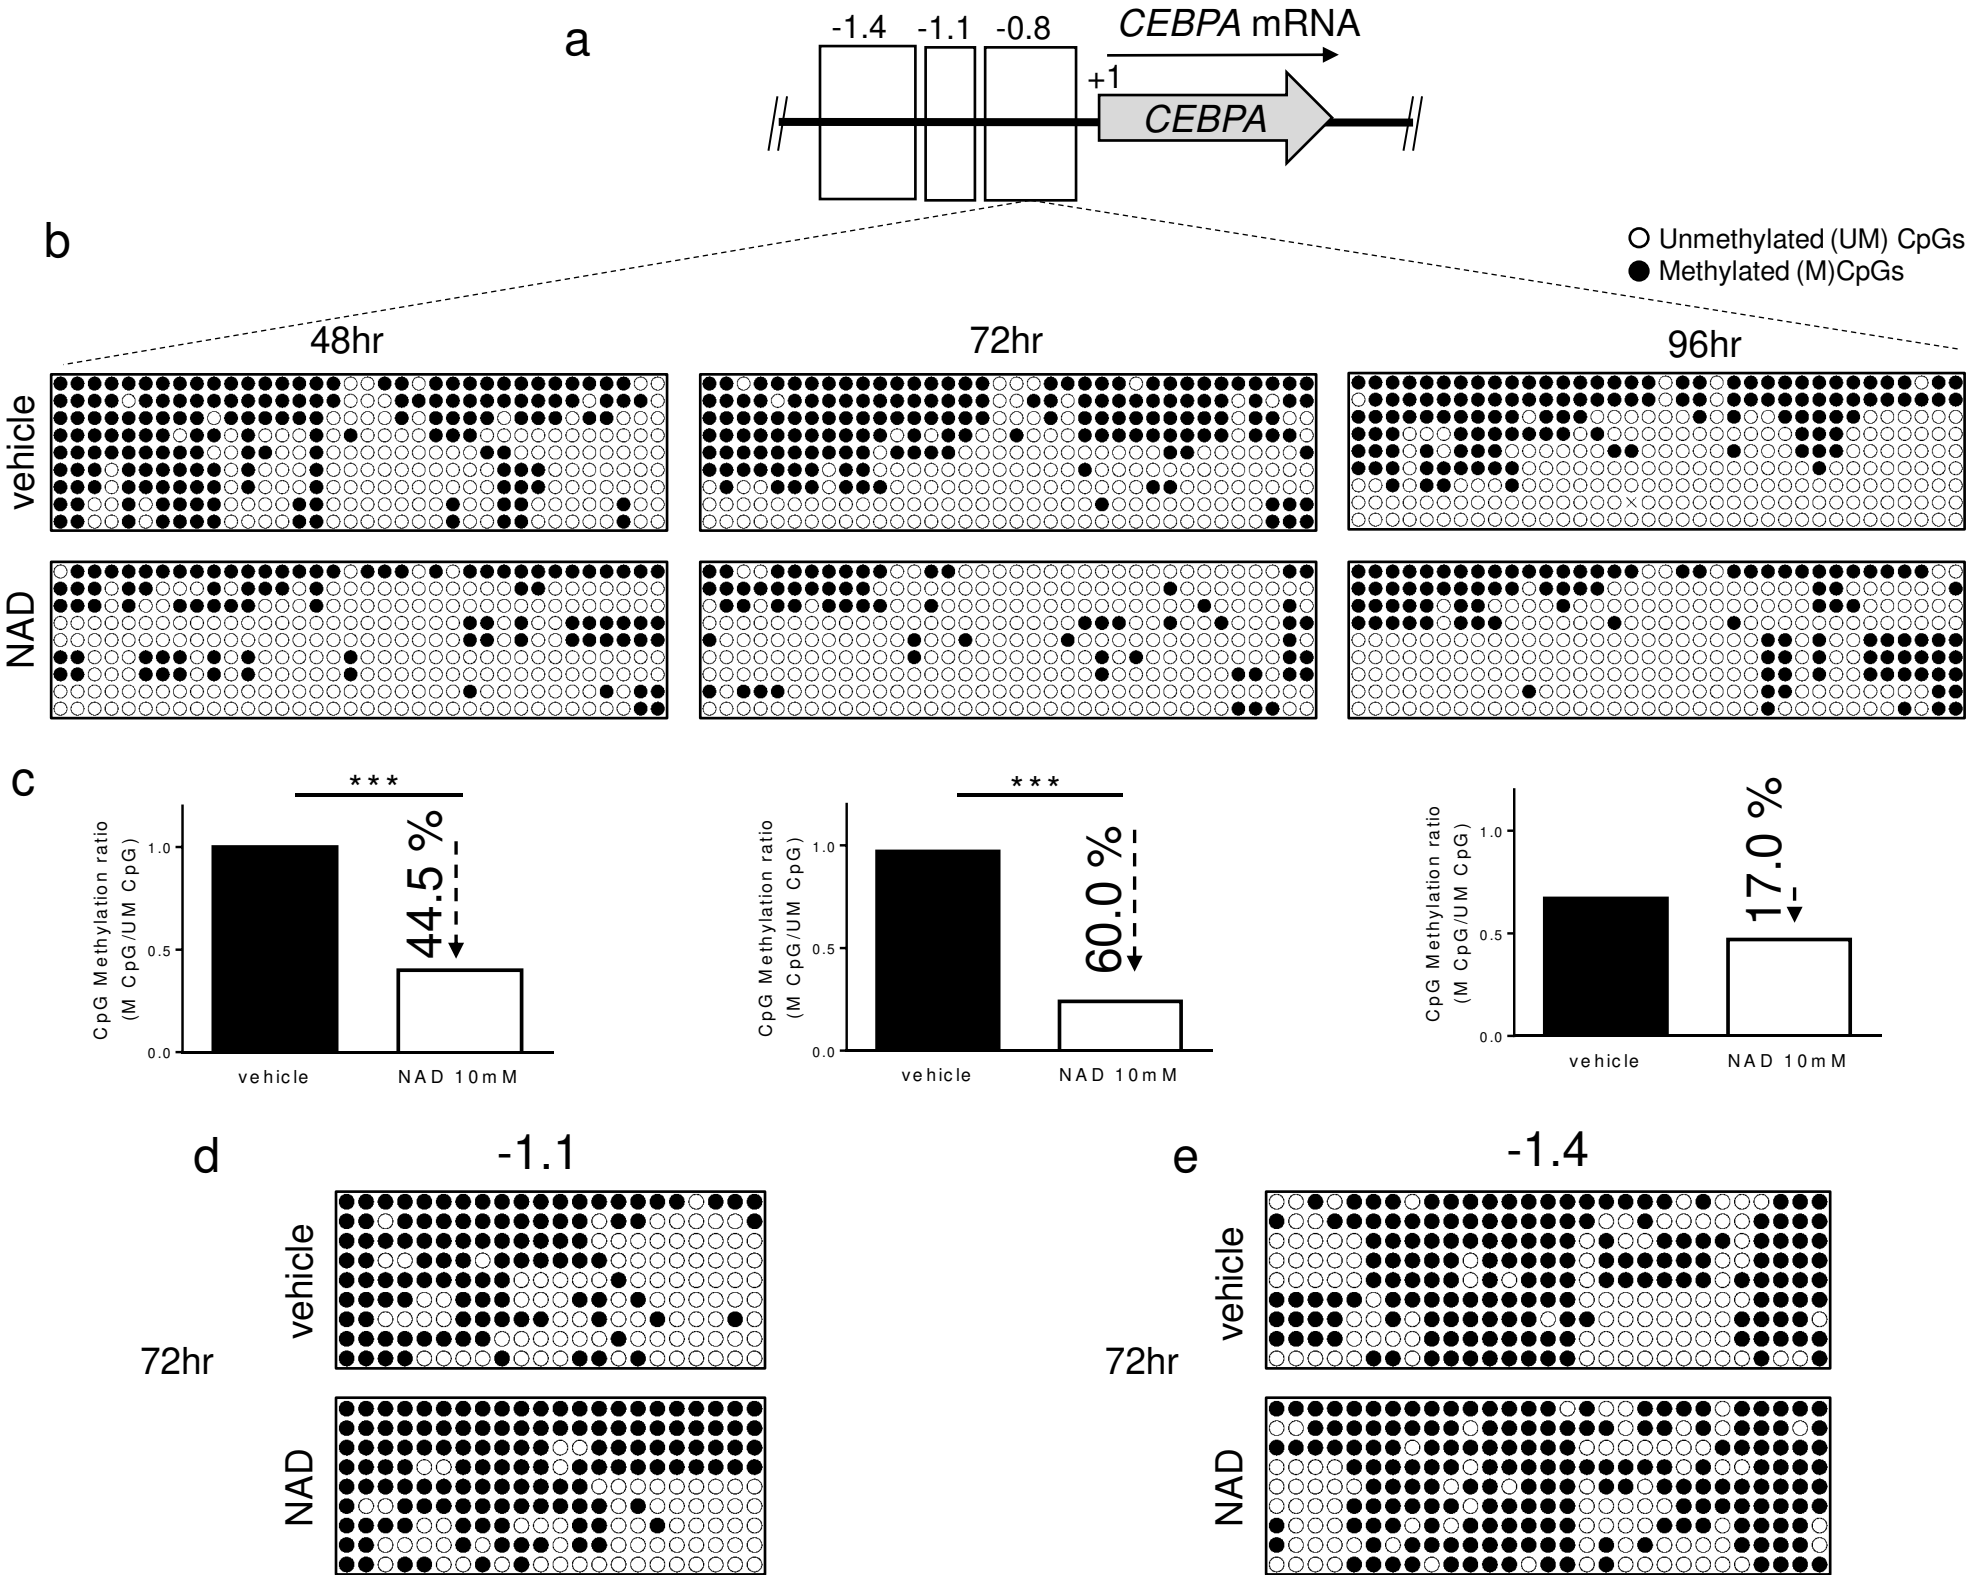 a
-1.4 -1.1 -0.8
CEBPA mRNA
+1
CEBPA
b
Unmethylated (UM) CpGs
Methylated (M)CpGs
48hr 72hr 96hr
vehicle
NAD
c
***
44.5 %
CpG Methylation ratio
(M CpG/UM CpG)
1.0
0.5
0.0
vehicle NAD 10mM
***
60.0 %
CpG Methylation ratio
(M CpG/UM CpG)
1.0
0.5
0.0
vehicle NAD 10mM
17.0 %
CpG Methylation ratio
(M CpG/UM CpG)
1.0
0.5
0.0
vehicle NAD 10mM
d
-1.1
vehicle
72hr
NAD
e
-1.4
vehicle
72hr
NAD